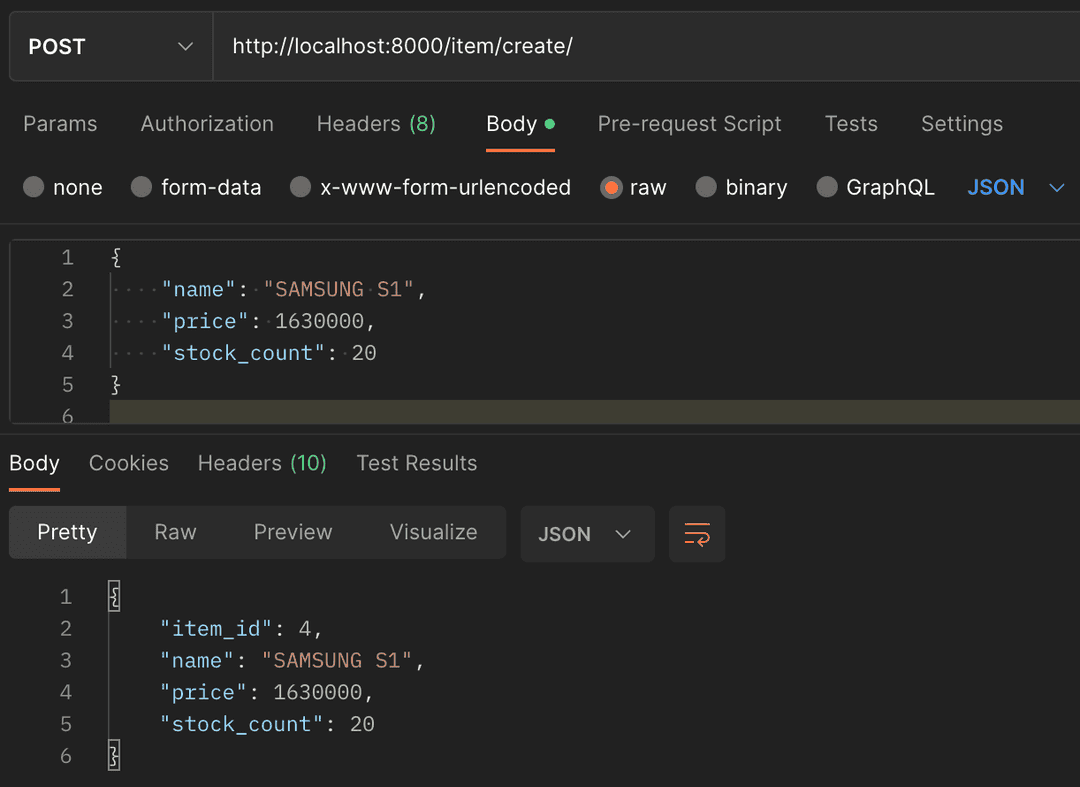 POST http://localhost:8000/item/create/
Params Authorization Headers (8) Body Pre-request Script Tests Settings
none form-data x-www-form-urlencoded raw binary GraphQL JSON
1 {
2 "name": "SAMSUNG S1",
3 "price": 1630000,
4 "stock_count": 20
5 }
6
Body Cookies Headers (10) Test Results
Pretty Raw Preview Visualize JSON
1 {
2 "item_id": 4,
3 "name": "SAMSUNG S1",
4 "price": 1630000,
5 "stock_count": 20
6 }